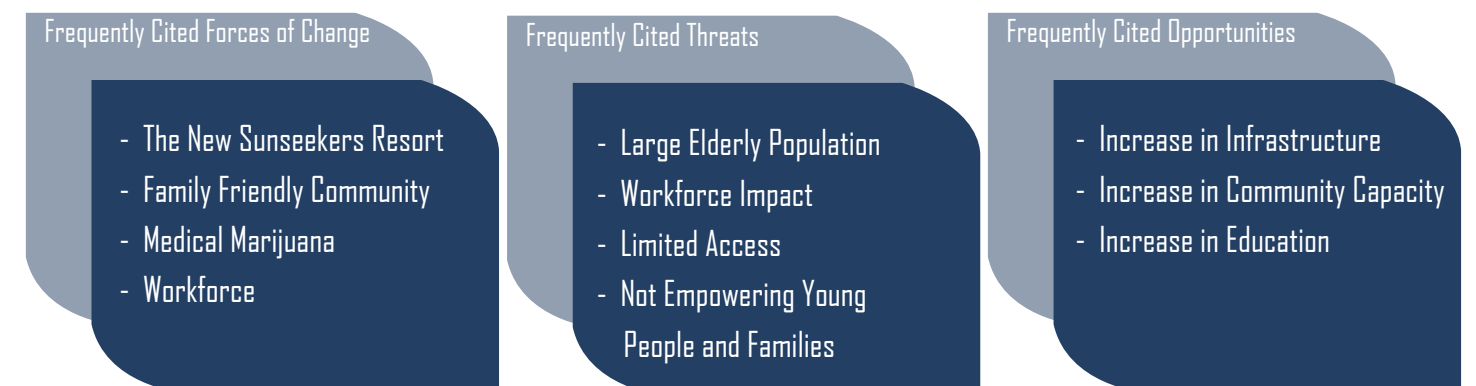 Frequently Cited Forces of Change
- The New Sunseekers Resort
- Family Friendly Community
- Medical Marijuana
- Workforce
Frequently Cited Threats
- Large Elderly Population
- Workforce Impact
- Limited Access
- Not Empowering Young
People and Families
Frequently Cited Opportunities
- Increase in Infrastructure
- Increase in Community Capacity
- Increase in Education